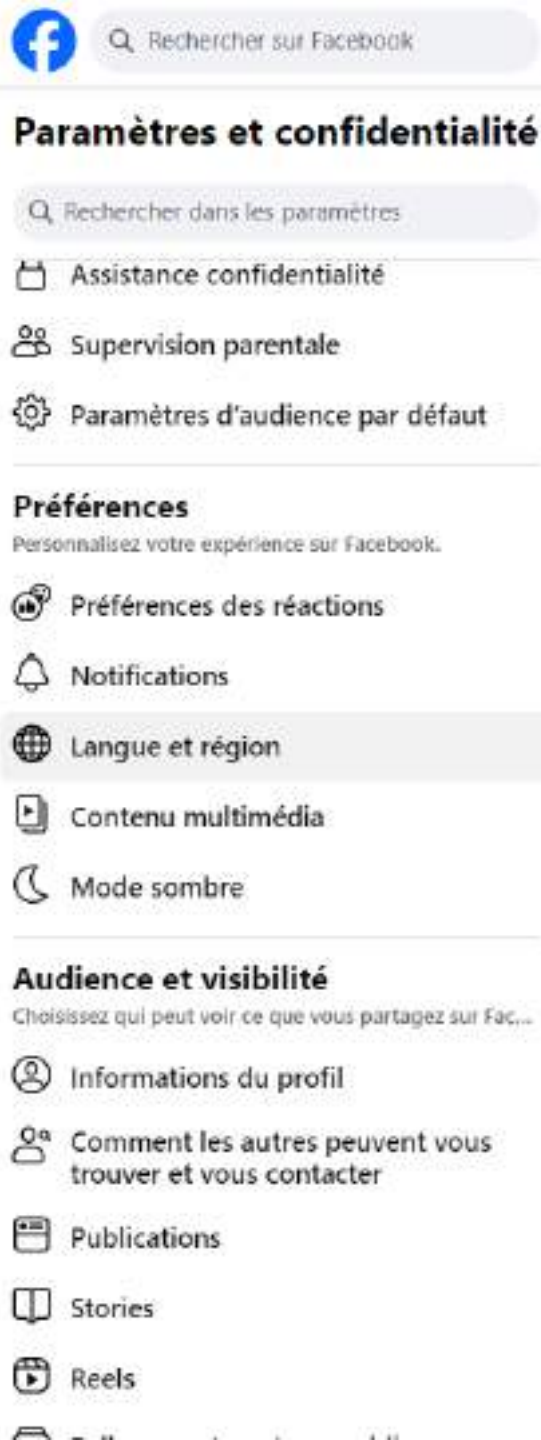 Rechercher sur Facebook
Paramètres et confidentialité
Rechercher dans les paramètres
Assistance confidentialité
Supervision parentale
Paramètres d'audience par défaut
Préférences
Personnalisez votre expérience sur Facebook.
Préférences des réactions
Notifications
Langue et région
Contenu multimédia
Mode sombre
Audience et visibilité
Choisissez qui peut voir ce que vous partagez sur Fac...
Informations du profil
Comment les autres peuvent vous
trouver et vous contacter
Publications
Stories
Reels